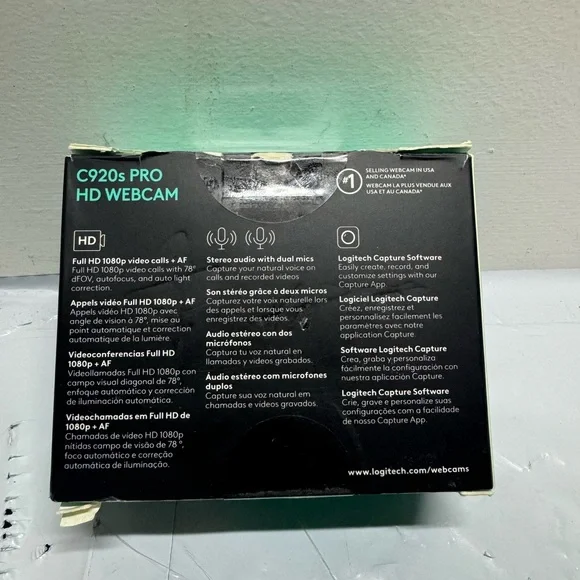 C920s PRO
HD WEBCAM
#1
SELLING WEBCAM IN USA
AND CANADA*
WEBCAM LA PLUS VENDUE AUX
USA ET AU CANADA*
HD
Full HD 1080p video calls + AF
Full HD 1080p video calls with 78°
dFOV, autofocus, and auto light
correction.
Appels vidéo Full HD 1080p + AF
Appels vidéo HD 1080p avec
angle de vision à 78°, mise au
point automatique et correction
automatique de la lumière.
Videoconferencias Full HD
1080p + AF
Videollamadas Full HD 1080p con
campo visual diagonal de 78°,
enfoque automático y corrección
de iluminación automática.
Videochamadas em Full HD de
1080p + AF
Chamadas de vídeo HD 1080p
nítidas campo de visão de 78 °,
foco automático e correção
automática de iluminação.
Stereo audio with dual mics
Capture your natural voice on
calls and recorded videos
Son stéréo grâce à deux micros
Capturez votre voix naturelle lors
des appels et lorsque vous
enregistrez des vidéos.
Audio estéreo con dos
micrófonos
Captura tu voz natural en
llamadas y videos grabados.
Áudio estéreo com microfones
duplos
Capture sua voz natural em
chamadas e vídeos gravados.
Logitech Capture Software
Easily create, record, and
customize settings with our
Capture App.
Logiciel Logitech Capture
Créez, enregistrez et
personnalisez facilement les
paramètres avec notre
application Capture.
Software Logitech Capture
Crea, graba y personaliza
fácilmente la configuración con
nuestra aplicación Capture.
Logitech Capture Software
Crie, grave e personalize suas
configurações com a facilidade
de nosso Capture App.
www.logitech.com/webcams